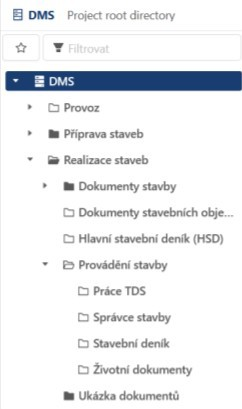 DMS Project root directory
Filtrovat
DMS
Provoz
Příprava staveb
Realizace staveb
Dokumenty stavby
Dokumenty stavebních obje...
Hlavní stavební deník (HSD)
Provádění stavby
Práce TDS
Správce stavby
Stavební deník
Životní dokumenty
Ukázka dokumentů